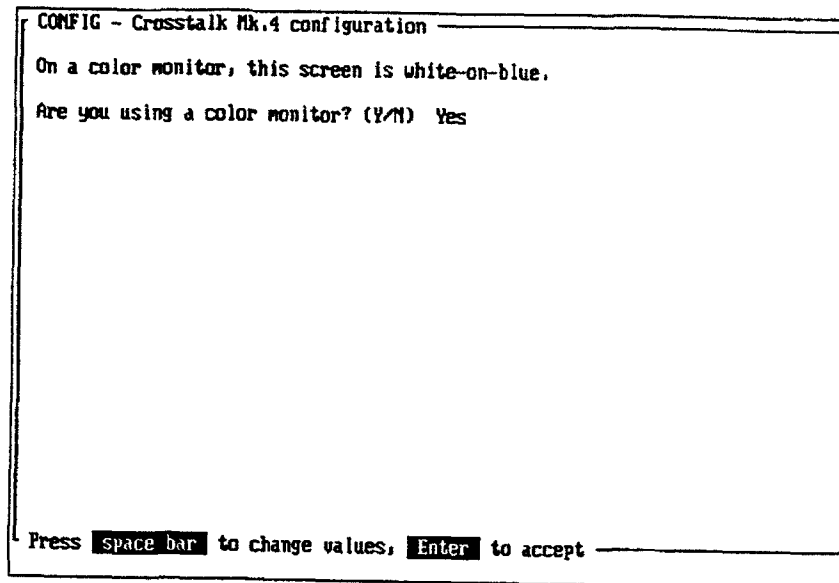 CONFIG - Crosstalk Mk.4 configuration
On a color monitor, this screen is white-on-blue.
Are you using a color monitor? (Y/N) Yes
Press space bar to change values, Enter to accept